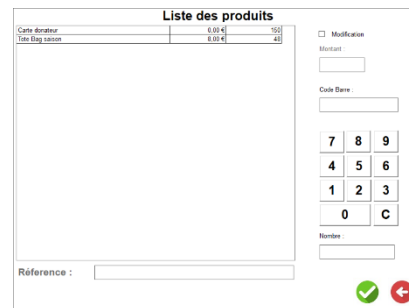 Liste des produits
Carte donateur 0,00 € 150
Tote Bag saison 0,00 € 46
Modification
Montant :
Code Barre :
7 8 9
4 5 6
1 2 3
0 C
Nombre :
Réference :